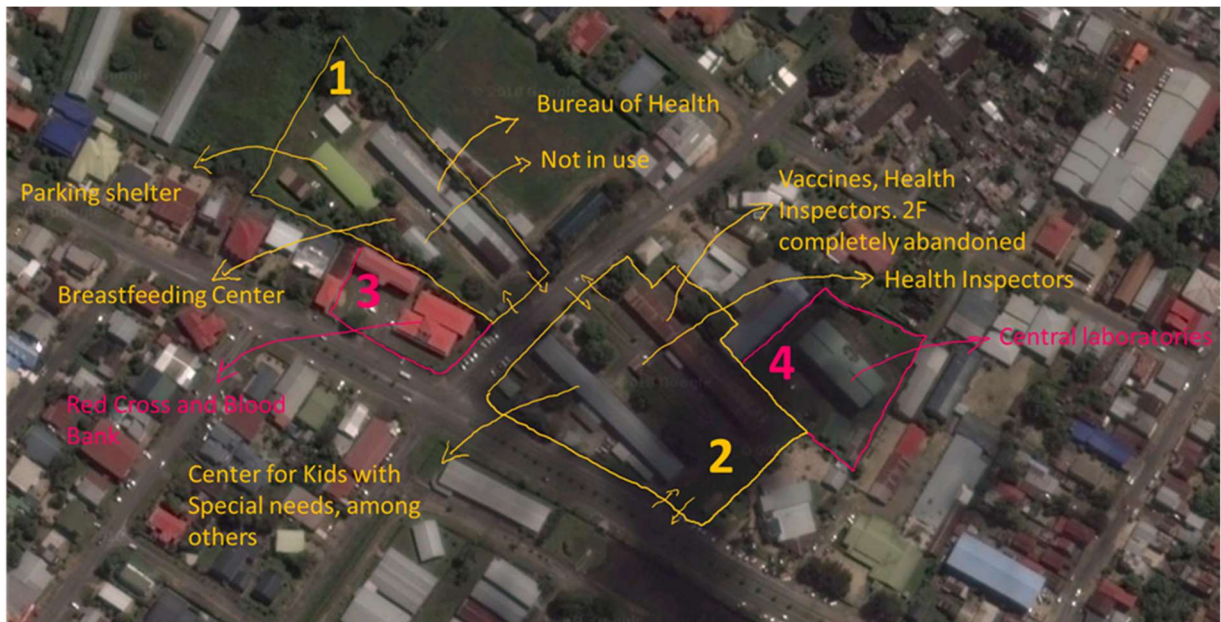 1
Bureau of Health
Not in use
Parking shelter
Vaccines, Health
Inspectors. 2F
completely abandoned
Health Inspectors
Breastfeeding Center
3
Central laboratories
4
Red Cross and Blood
Bank
2
Center for Kids with
Special needs, among
others